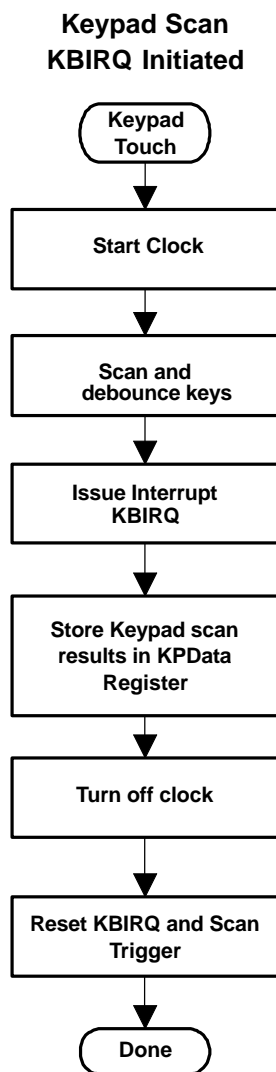 Keypad Scan
KBIRQ Initiated
Keypad
Touch
Start Clock
Scan and
debounce keys
Issue Interrupt
KBIRQ
Store Keypad scan
results in KPData
Register
Turn off clock
Reset KBIRQ and Scan
Trigger
Done